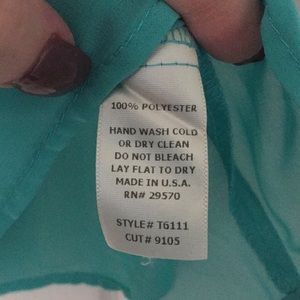 100% POLYESTER
HAND WASH COLD
OR DRY CLEAN
DO NOT BLEACH
LAY FLAT TO DRY
MADE IN U.S.A.
RN# 29570
STYLE# T6111
CUT# 9105